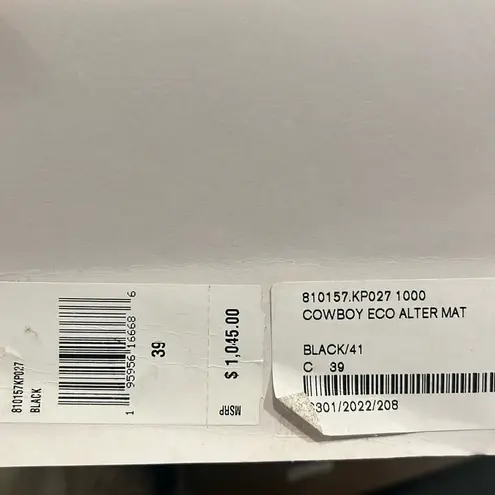 810157KP027
BLACK
1 95956 16668 6
39
MSRP $ 1,045.00
810157.KP027 1000
COWBOY ECO ALTER MAT
BLACK/41
C 39
301/2022/208